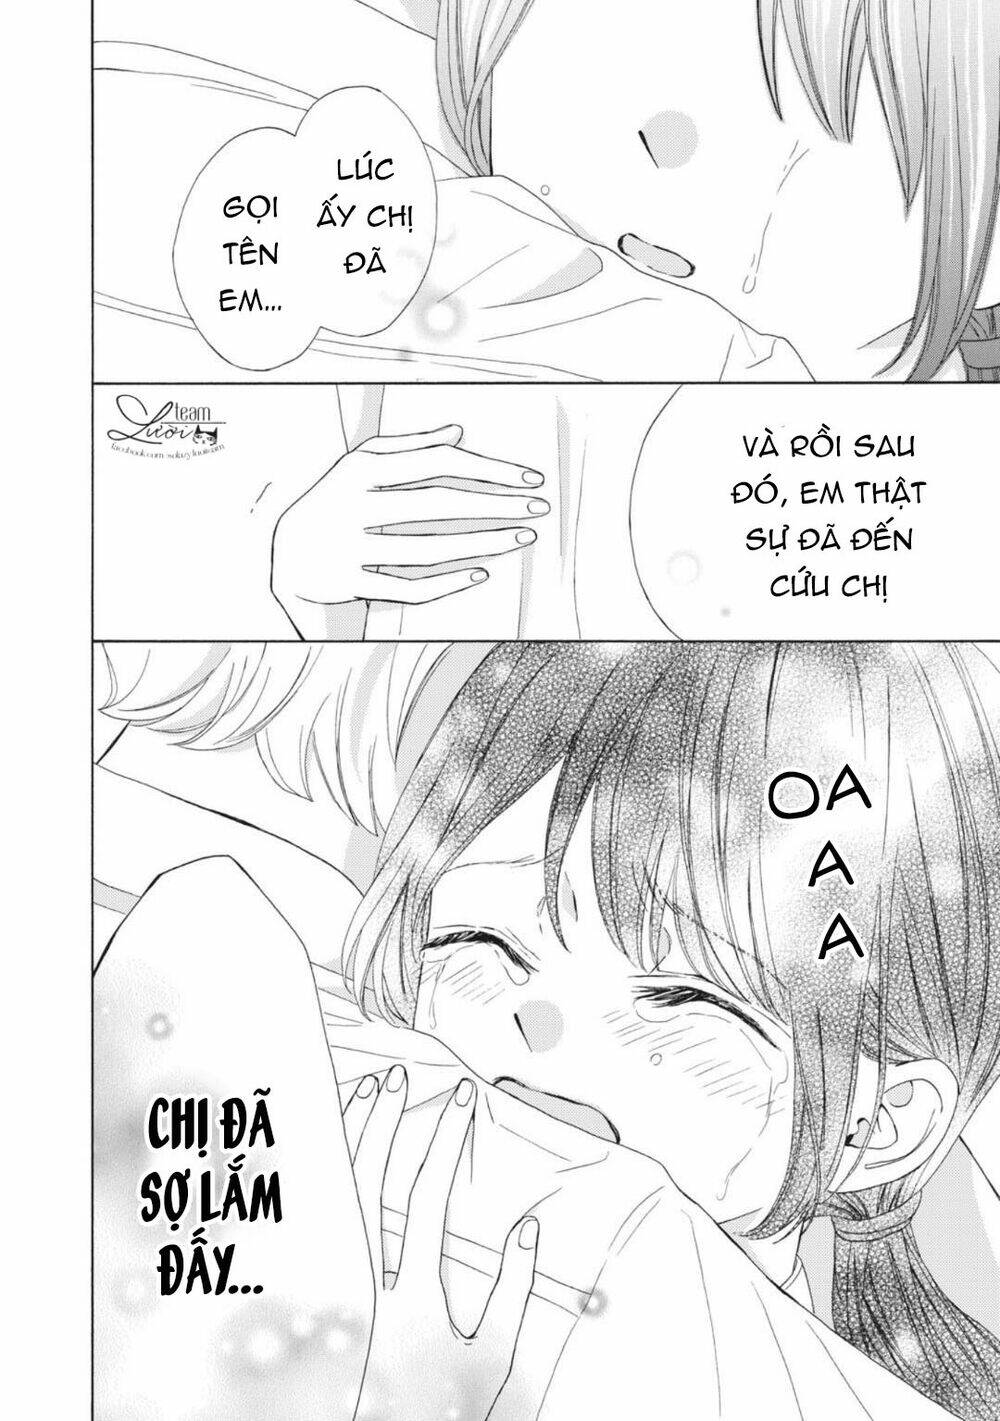 LÚC
ẤY CHỊ
ĐÃ
GỌI
TÊN
EM...
team
Lười
VÀ RỒI SAU
ĐÓ, EM THẬT
SỰ ĐÃ ĐẾN
CỨU CHỊ
OA
A
A
CHỊ ĐÃ
SỢ LẮM
ĐẤY...